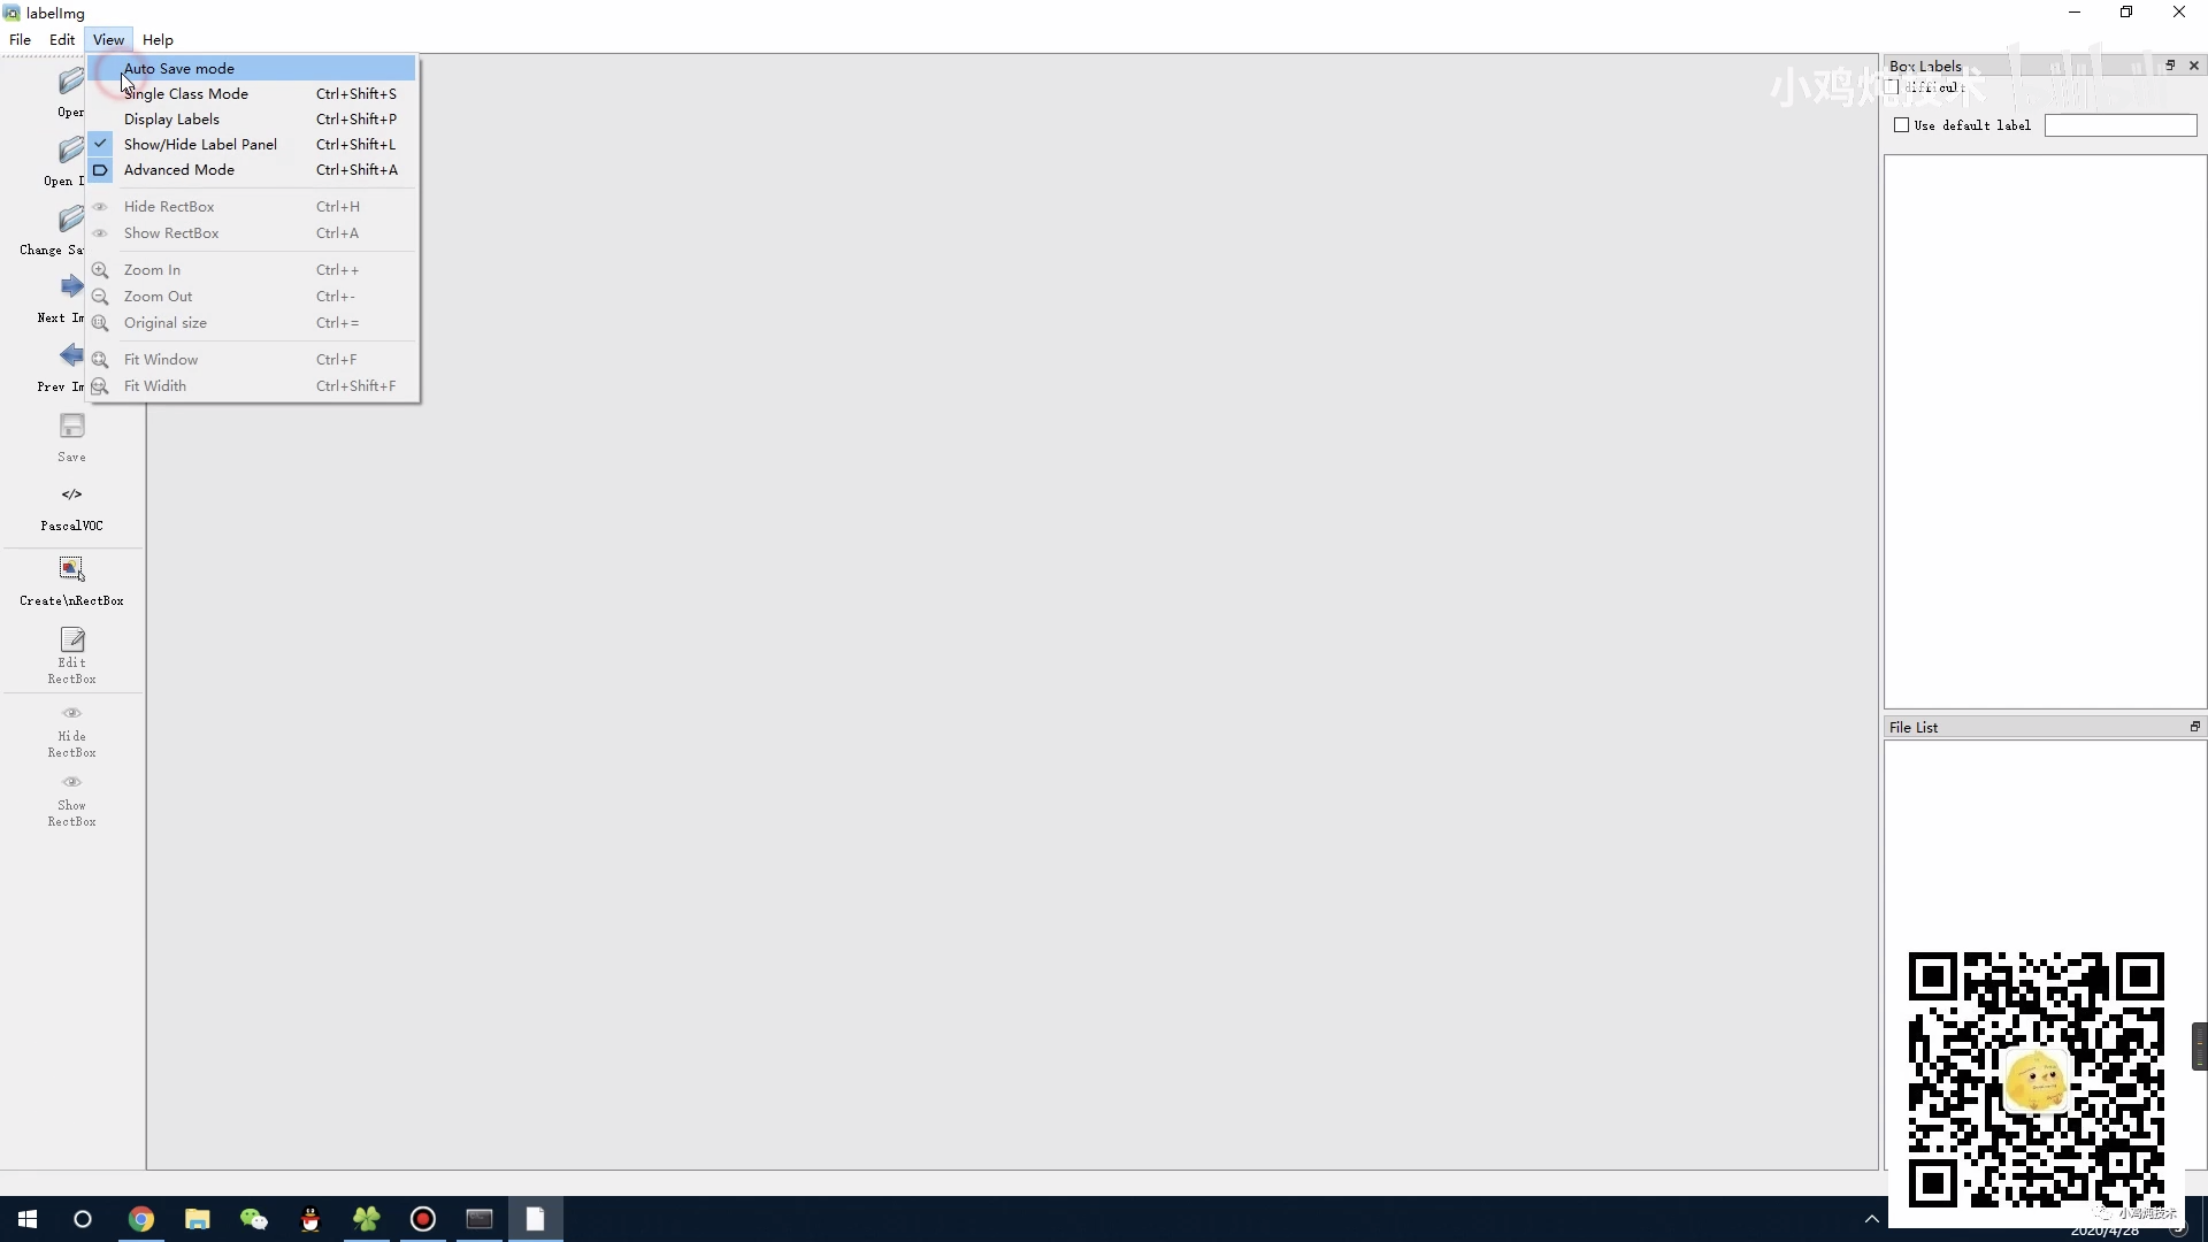 labelImg
File Edit View Help
Auto Save mode
Single Class Mode Ctrl+Shift+S
Display Labels Ctrl+Shift+P
Show/Hide Label Panel Ctrl+Shift+L
Advanced Mode Ctrl+Shift+A
Hide RectBox Ctrl+H
Show RectBox Ctrl+A
Zoom In Ctrl++
Zoom Out Ctrl+-
Original size Ctrl+=
Fit Window Ctrl+F
Fit Widith Ctrl+Shift+F
Open
Open D
Change Sav
Next Im
Prev Im
Save
</>
PascalVOC
Create\nRectBox
Edit
RectBox
Hide
RectBox
Show
RectBox
Box Labels
小鸡炖技术
difficult
Use default label
File List
小鸡炖技术
2020/4/28